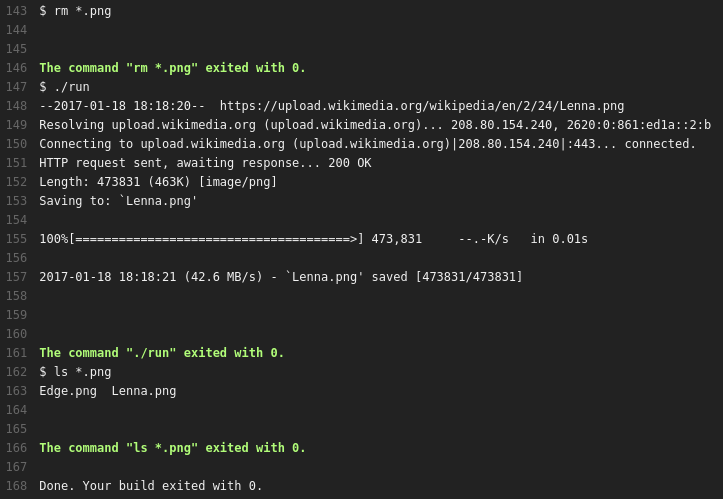 143 $ rm *.png
144
145
146 The command "rm *.png" exited with 0.
147 $ ./run
148 --2017-01-18 18:18:20--  https://upload.wikimedia.org/wikipedia/en/2/24/Lenna.png
149 Resolving upload.wikimedia.org (upload.wikimedia.org)... 208.80.154.240, 2620:0:861:ed1a::2:b
150 Connecting to upload.wikimedia.org (upload.wikimedia.org)|208.80.154.240|:443... connected.
151 HTTP request sent, awaiting response... 200 OK
152 Length: 473831 (463K) [image/png]
153 Saving to: `Lenna.png'
154
155 100%[======================================>] 473,831     --.-K/s   in 0.01s
156
157 2017-01-18 18:18:21 (42.6 MB/s) - `Lenna.png' saved [473831/473831]
158
159
160
161 The command "./run" exited with 0.
162 $ ls *.png
163 Edge.png  Lenna.png
164
165
166 The command "ls *.png" exited with 0.
167
168 Done. Your build exited with 0.